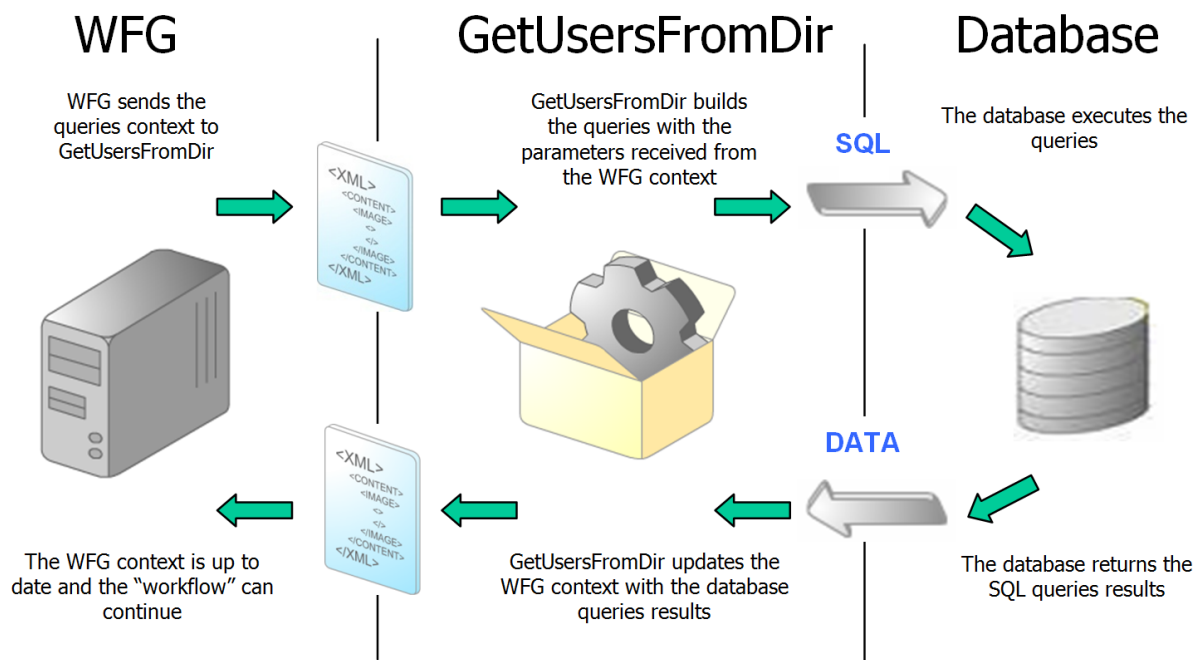 WFG
GetUsersFromDir
Database
WFG sends the
queries context to
GetUsersFromDir
<XML>
<CONTENT>
<IMAGE>
<>
</>
</IMAGE>
</CONTENT>
</XML>
GetUsersFromDir builds
the queries with the
parameters received from
the WFG context
SQL
The database executes the
queries
DATA
The database returns the
SQL queries results
GetUsersFromDir updates the
WFG context with the database
queries results
<XML>
<CONTENT>
<IMAGE>
<>
</>
</IMAGE>
</CONTENT>
</XML>
The WFG context is up to
date and the “workflow” can
continue